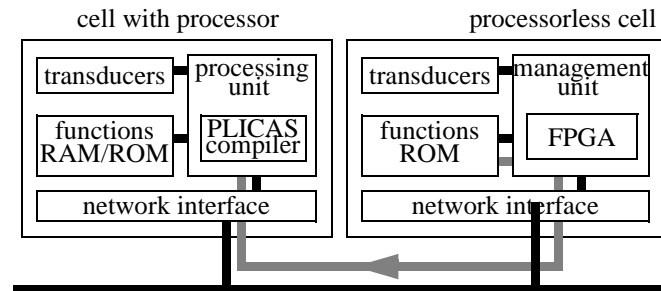 cell with processor
processorless cell
transducers
processing
unit
PLICAS
compiler
functions
RAM/ROM
network interface
transducers
management
unit
FPGA
functions
ROM
network interface